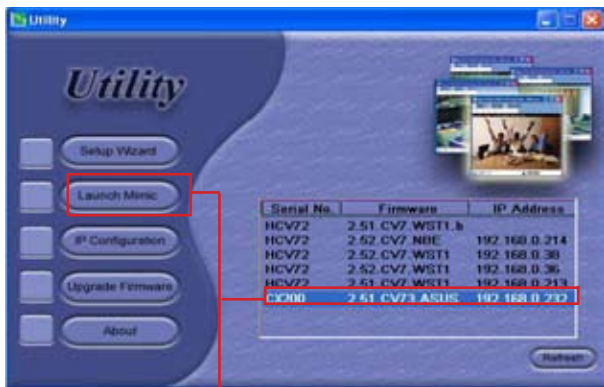 Utility
Utility
Setup Wizard
Launch Mimic
IP Configuration
Upgrade Firmware
About
Serial No. Firmware IP Address
HCV72 2.51.CV7.WST1.b
HCV72 2.52.CV7.NBE 192.168.0.214
HCV72 2.52.CV7.WST1 192.168.0.38
HCV72 2.52.CV7.WST1 192.168.0.36
HCV72 2.51.CV7.WST1 192.168.0.213
CX200 2.51.CV73.ASUS 192.168.0.232
Refresh